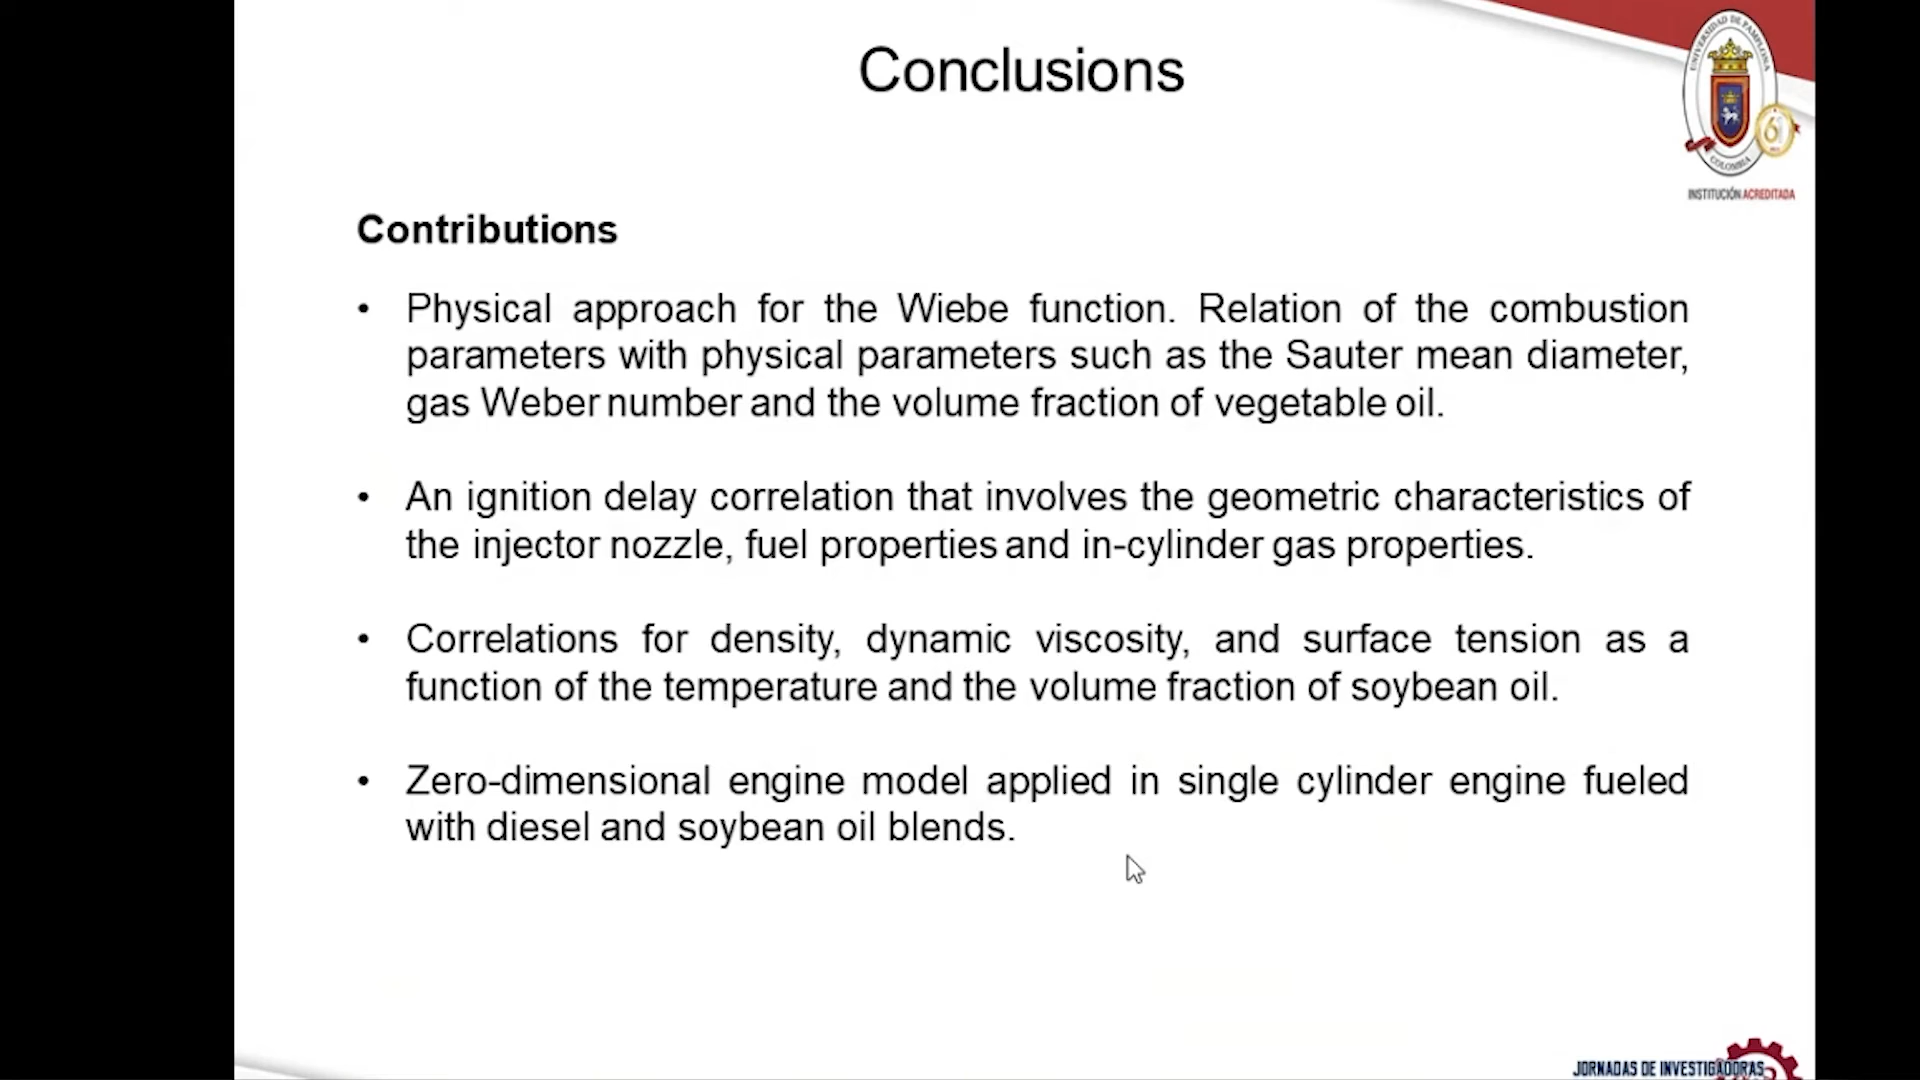 Conclusions
UNIVERSIDAD DE PAMPLONA
COLOMBIA
INSTITUCIÓN ACREDITADA
Contributions
• Physical approach for the Wiebe function. Relation of the combustion
parameters with physical parameters such as the Sauter mean diameter,
gas Weber number and the volume fraction of vegetable oil.
• An ignition delay correlation that involves the geometric characteristics of
the injector nozzle, fuel properties and in-cylinder gas properties.
• Correlations for density, dynamic viscosity, and surface tension as a
function of the temperature and the volume fraction of soybean oil.
• Zero-dimensional engine model applied in single cylinder engine fueled
with diesel and soybean oil blends.
JORNADAS DE INVESTIGADORAS